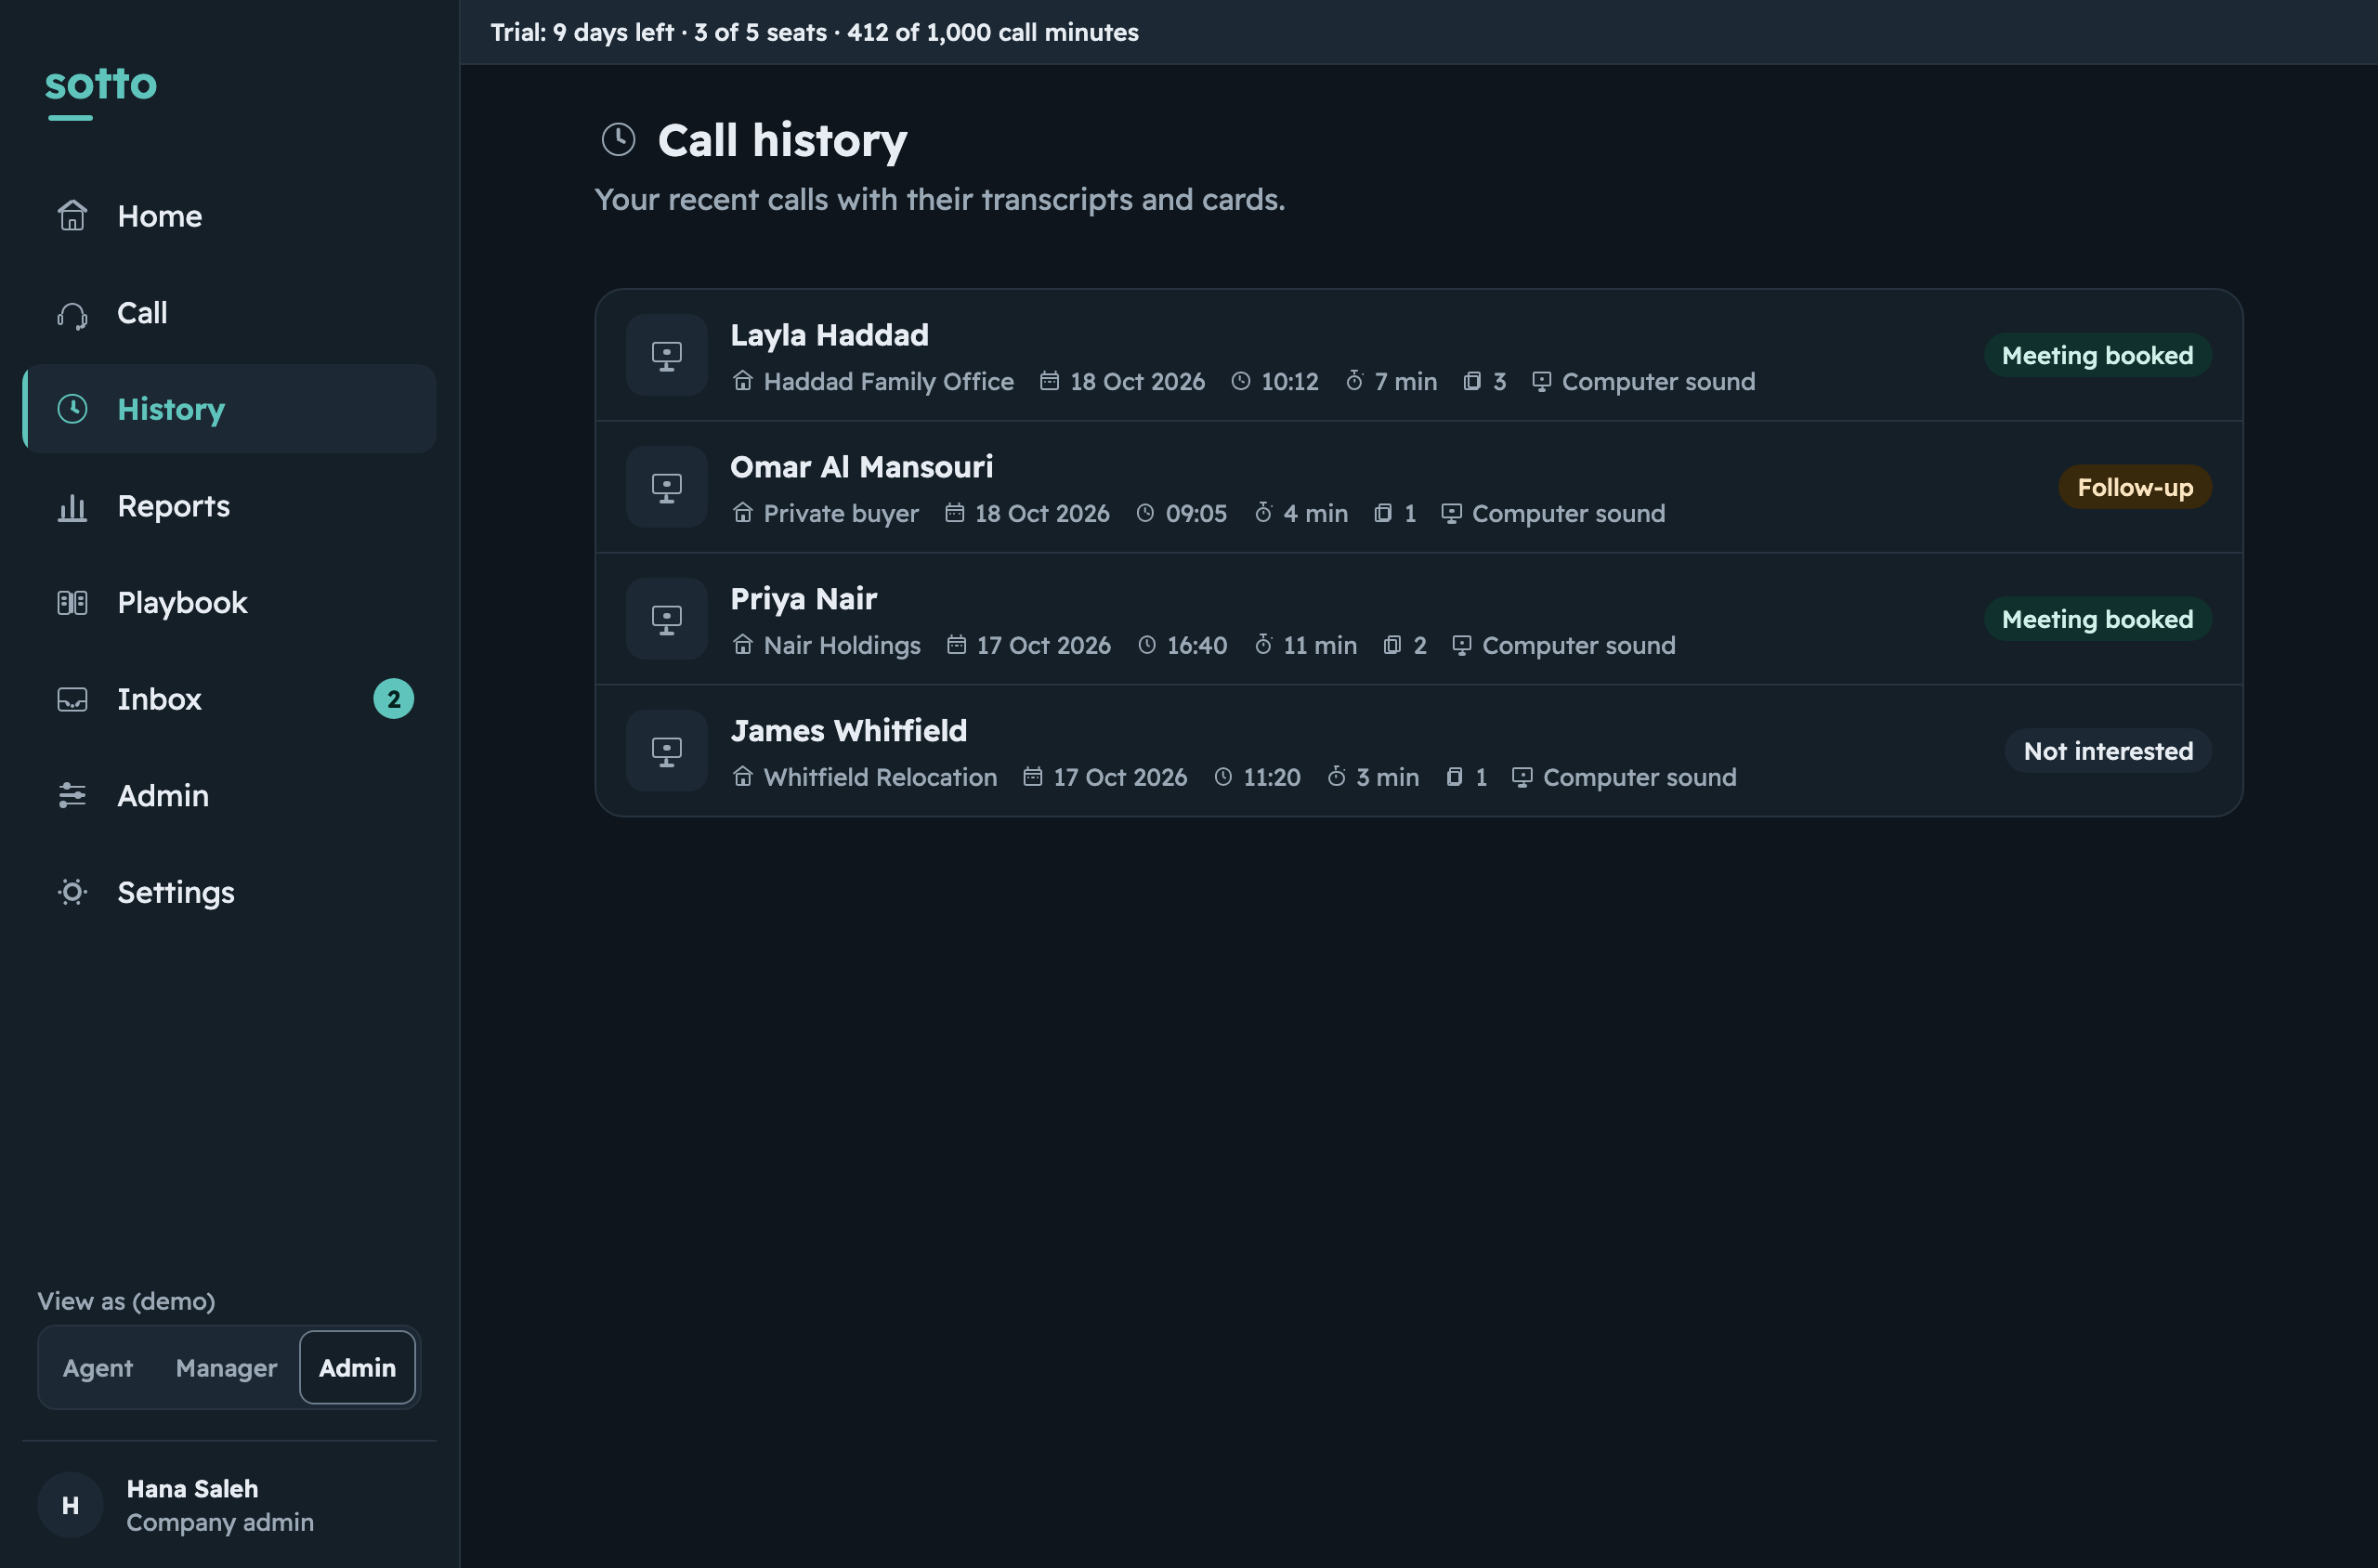 sotto
Home
Call
History
Reports
Playbook
Inbox 2
Admin
Settings
View as (demo)
Agent Manager Admin
H
Hana Saleh
Company admin
Trial: 9 days left · 3 of 5 seats · 412 of 1,000 call minutes
Call history
Your recent calls with their transcripts and cards.
Layla Haddad
Haddad Family Office 18 Oct 2026 10:12 7 min 3 Computer sound
Meeting booked
Omar Al Mansouri
Private buyer 18 Oct 2026 09:05 4 min 1 Computer sound
Follow-up
Priya Nair
Nair Holdings 17 Oct 2026 16:40 11 min 2 Computer sound
Meeting booked
James Whitfield
Whitfield Relocation 17 Oct 2026 11:20 3 min 1 Computer sound
Not interested